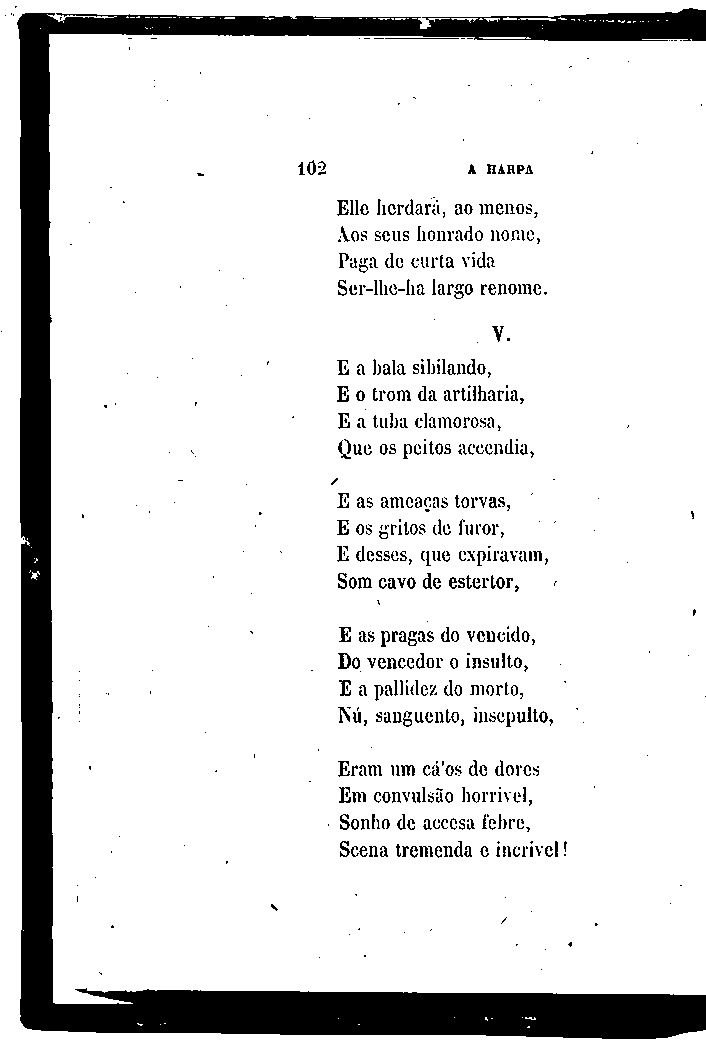 102 A HARPA
Elle herdará, ao menos,
Aos seus honrado nome,
Paga de curta vida
Ser-lhe-ha largo renome.
V.
E a bala sibilando,
E o trom da artilharia,
E a tuba clamorosa,
Que os peitos accendia,
E as ameaças torvas,
E os gritos de furor,
E desses, que expiravam,
Som cavo de estertor,
E as pragas do vencido,
Do vencedor o insulto,
E a pallidez do morto,
Nú, sanguento, insepulto,
Eram um cá'os de dores
Em convulsão horrivel,
Sonho de accesa febre,
Scena tremenda e incrivel!